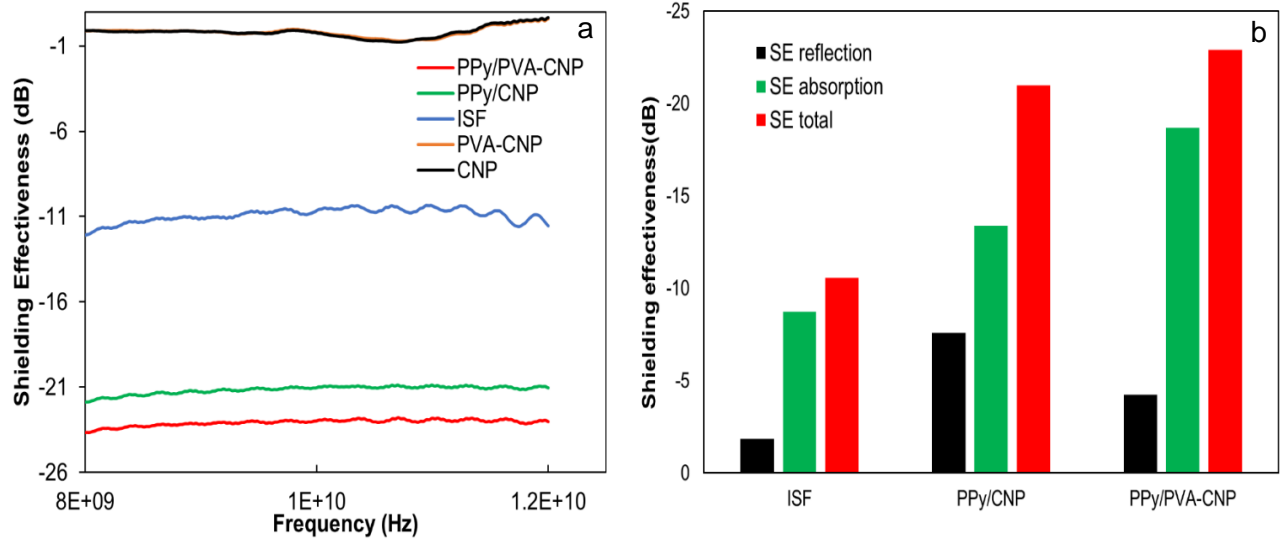 a
-1
-6
-11
-16
-21
-26
Shielding Effectiveness (dB)
PPy/PVA-CNP
PPy/CNP
ISF
PVA-CNP
CNP
8E+09
1E+10
1.2E+10
Frequency (Hz)
b
-25
-20
-15
-10
-5
0
Shielding effectiveness(dB)
SE reflection
SE absorption
SE total
ISF
PPy/CNP
PPy/PVA-CNP